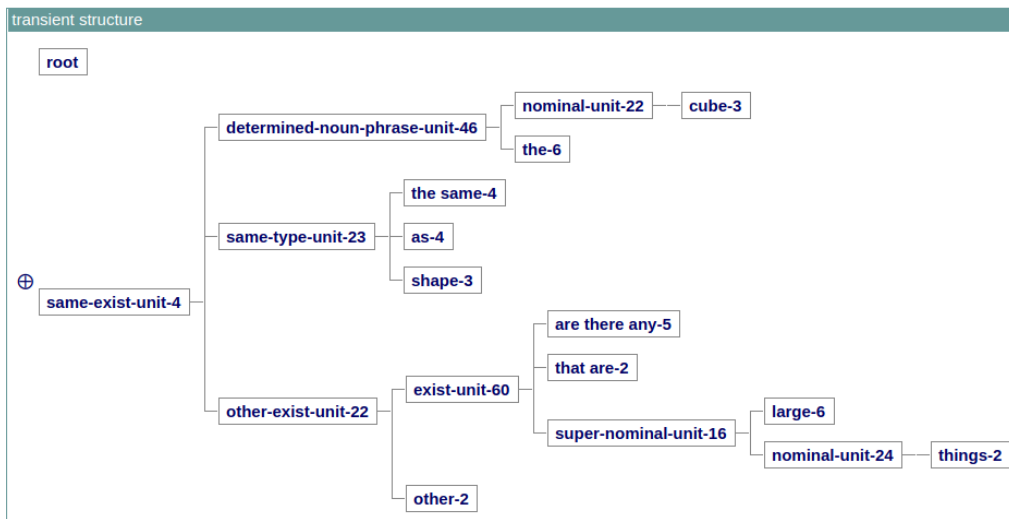 transient structure
root
nominal-unit-22
cube-3
determined-noun-phrase-unit-46
the-6
the same-4
same-type-unit-23
as-4
shape-3
same-exist-unit-4
are there any-5
that are-2
exist-unit-60
other-exist-unit-22
large-6
super-nominal-unit-16
nominal-unit-24
things-2
other-2